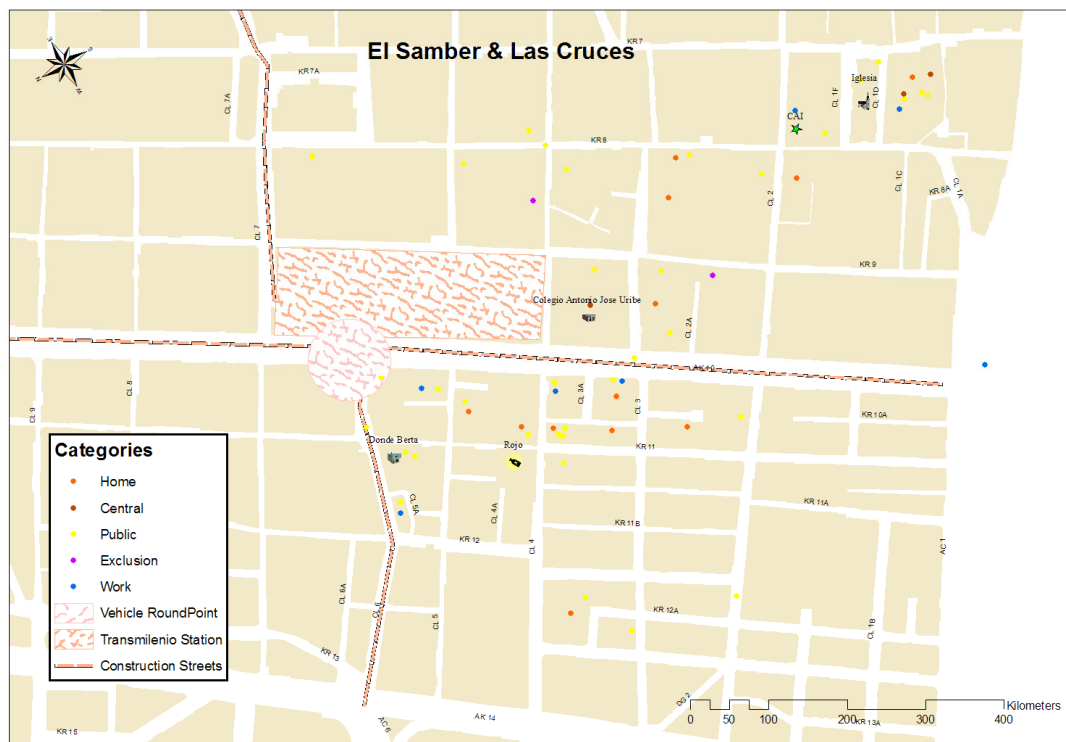 El Samber & Las Cruces
KR 7
KR 7A
CL 7A
Iglesia
CL 1F
CL 1D
CAI
KR 8
CL 2
CL 1C
KR 8A
CL 1A
CL 7
KR 9
Colegio Antonio Jose Uribe
CL 2A
AK 10
CL 9
CL 8
CL 3A
CL 3
KR 10A
Donde Berta
Rojo
KR 11
CL 5A
CL 4A
KR 11A
KR 11B
KR 12
CL 4
AC 1
CL 6A
CL 6
CL 5
KR 12A
CL 1B
KR 13
DG 2
AC 6
AK 14
KR 15
KR 13A
N
E
S
W
Categories
Home
Central
Public
Exclusion
Work
Vehicle RoundPoint
Transmilenio Station
Construction Streets
Kilometers
0 50 100 200 300 400